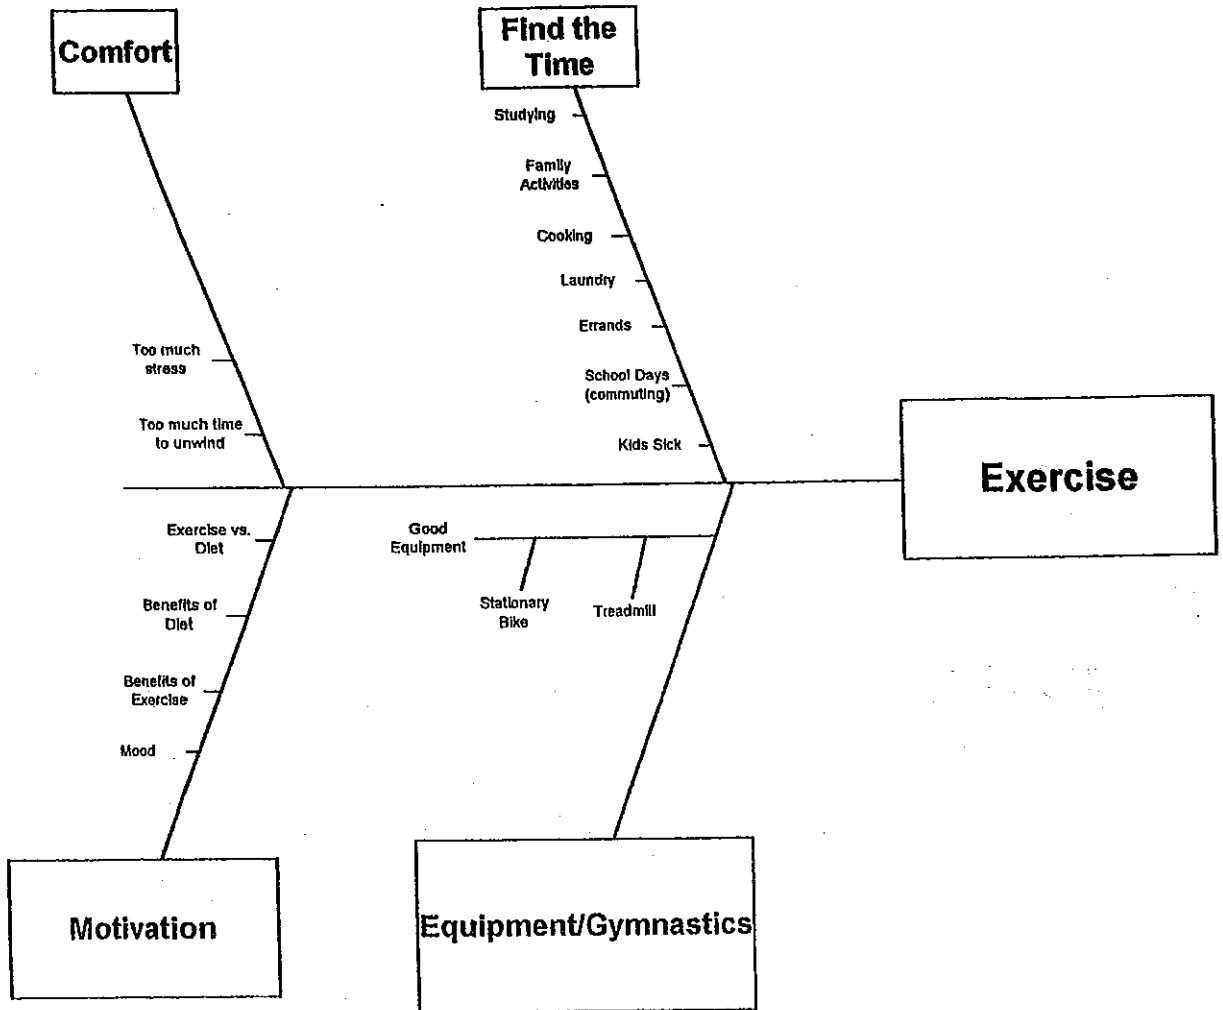 Comfort
Find the
Time
Studying
Family
Activities
Cooking
Laundry
Errands
School Days
(commuting)
Kids Sick
Too much
stress
Too much time
to unwind
Exercise
Exercise vs.
Diet
Benefits of
Diet
Benefits of
Exercise
Mood
Good
Equipment
Stationary
Bike
Treadmill
Motivation
Equipment/Gymnastics